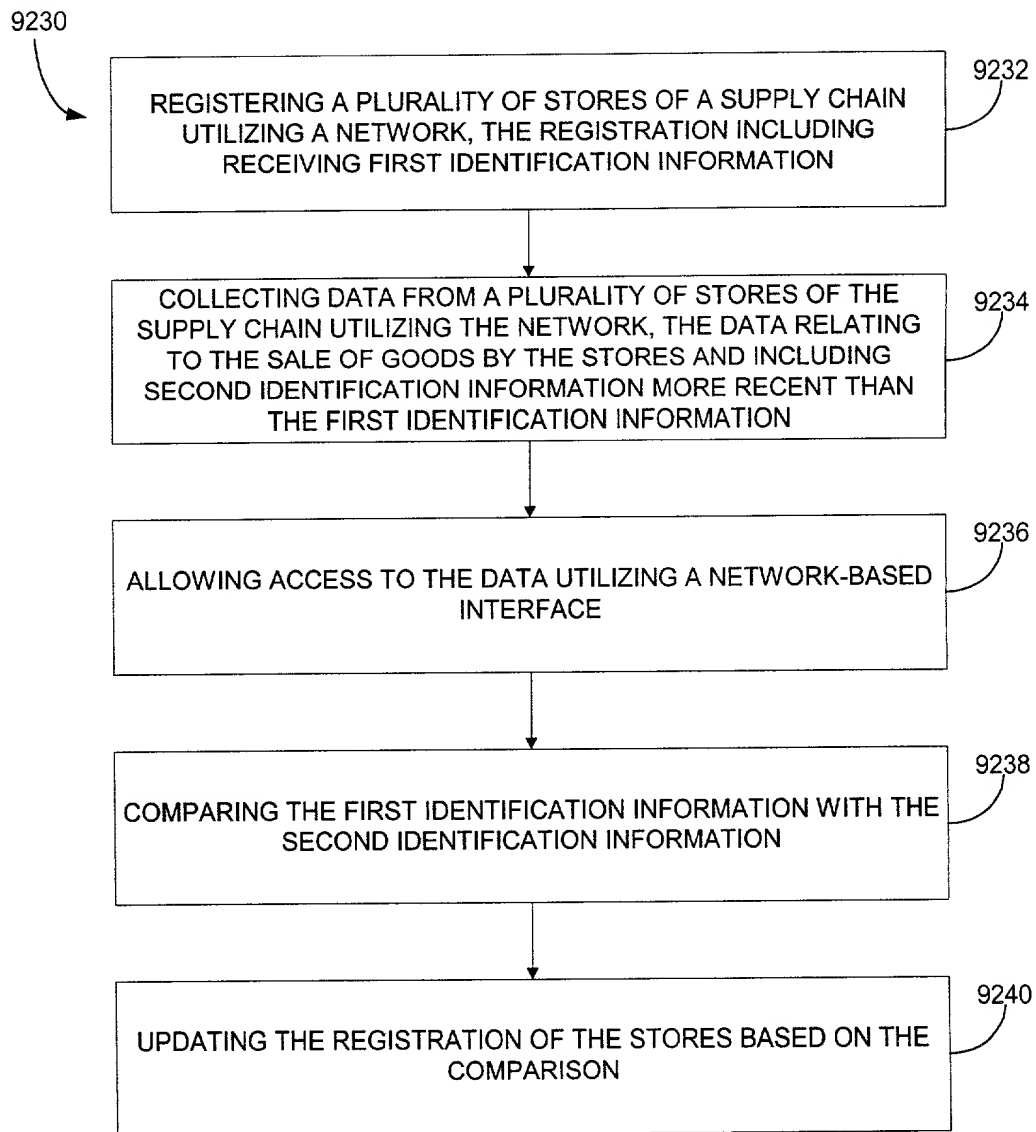 9230
9232
REGISTERING A PLURALITY OF STORES OF A SUPPLY CHAIN
UTILIZING A NETWORK, THE REGISTRATION INCLUDING
RECEIVING FIRST IDENTIFICATION INFORMATION
9234
COLLECTING DATA FROM A PLURALITY OF STORES OF THE
SUPPLY CHAIN UTILIZING THE NETWORK, THE DATA RELATING
TO THE SALE OF GOODS BY THE STORES AND INCLUDING
SECOND IDENTIFICATION INFORMATION MORE RECENT THAN
THE FIRST IDENTIFICATION INFORMATION
9236
ALLOWING ACCESS TO THE DATA UTILIZING A NETWORK-BASED
INTERFACE
9238
COMPARING THE FIRST IDENTIFICATION INFORMATION WITH THE
SECOND IDENTIFICATION INFORMATION
9240
UPDATING THE REGISTRATION OF THE STORES BASED ON THE
COMPARISON